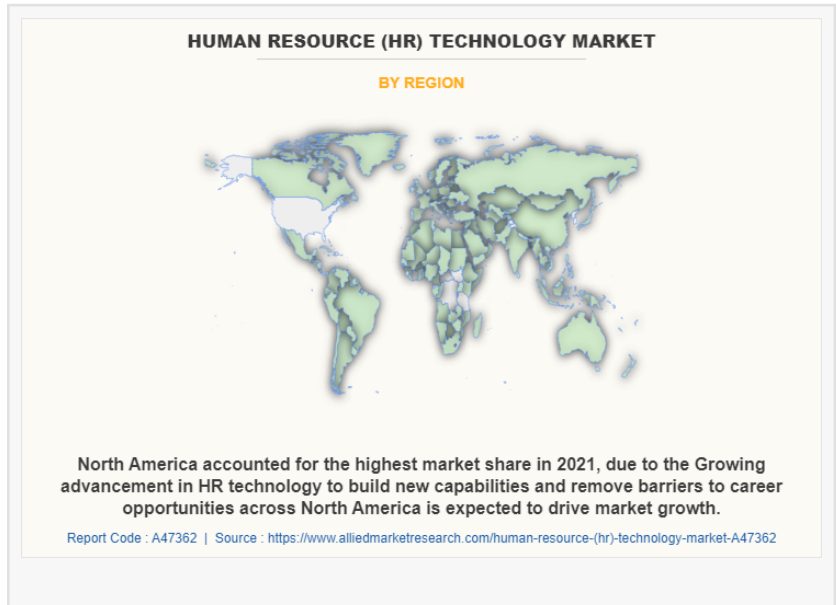 HUMAN RESOURCE (HR) TECHNOLOGY MARKET
BY REGION
North America accounted for the highest market share in 2021, due to the Growing
advancement in HR technology to build new capabilities and remove barriers to career
opportunities across North America is expected to drive market growth.
Report Code : A47362 | Source : https://www.alliedmarketresearch.com/human-resource-(hr)-technology-market-A47362